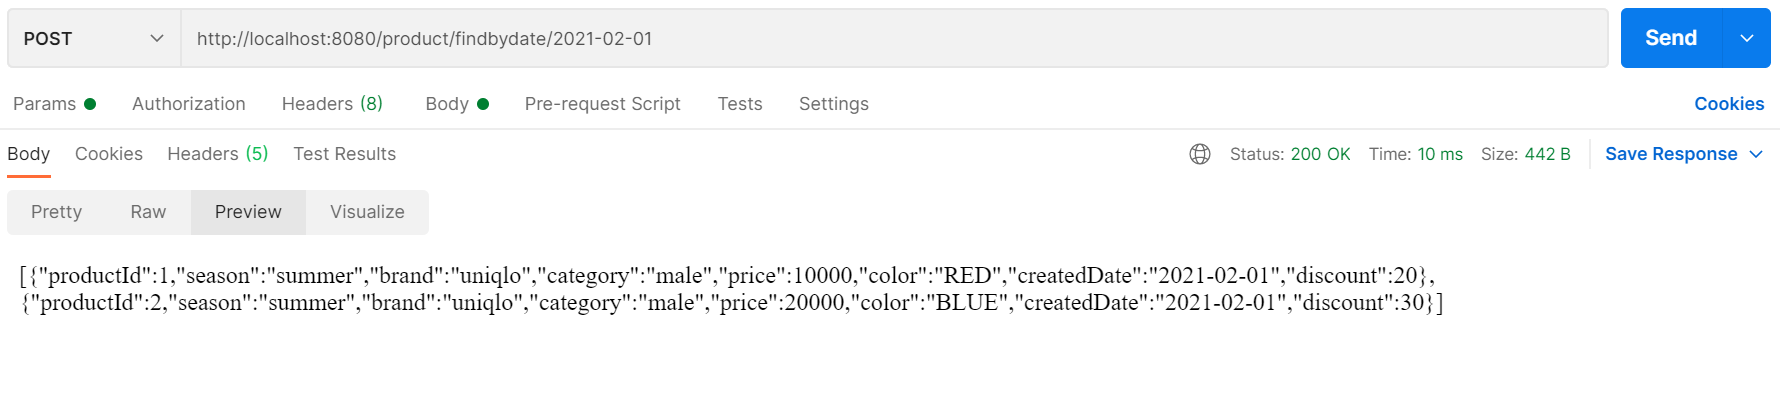 POST http://localhost:8080/product/findbydate/2021-02-01 Send
Params Authorization Headers (8) Body Pre-request Script Tests Settings Cookies
Body Cookies Headers (5) Test Results Status: 200 OK Time: 10 ms Size: 442 B Save Response
Pretty Raw Preview Visualize
[{"productId":1,"season":"summer","brand":"uniqlo","category":"male","price":10000,"color":"RED","createdDate":"2021-02-01","discount":20},
{"productId":2,"season":"summer","brand":"uniqlo","category":"male","price":20000,"color":"BLUE","createdDate":"2021-02-01","discount":30}]